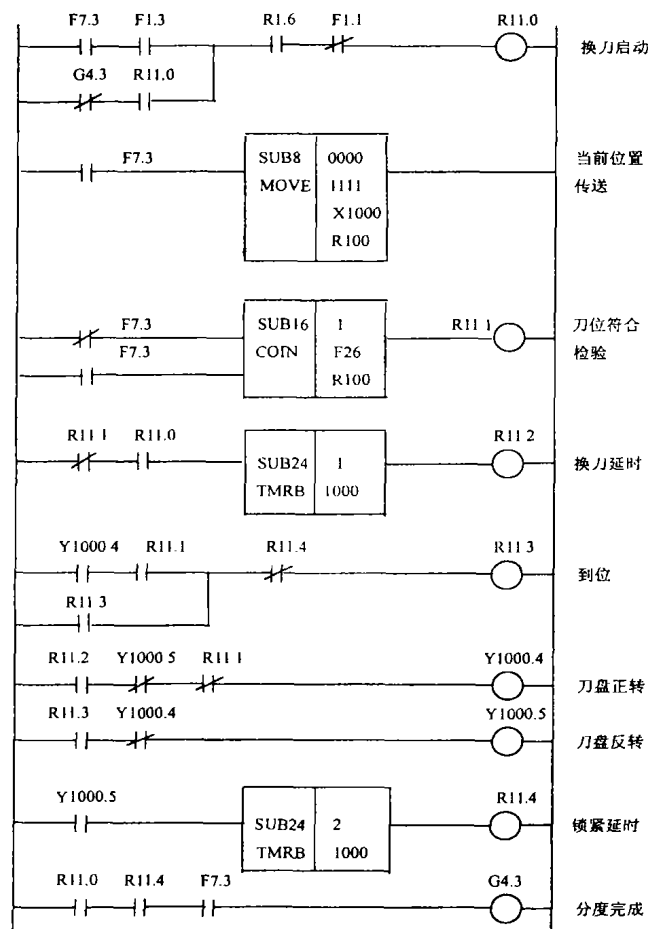 F7.3 F1.3 R1.6 F1.1 R11.0
换刀启动
G4.3 R11.0
F7.3 SUB8 0000 当前位置
MOVE 1111 传送
X1000
R100
F7.3 SUB16 1 R11 1 刀位符合
F7.3 COIN F26 检验
R100
R11 1 R11.0 R11 2
SUB24 1 换刀延时
TMRB 1000
Y1000 4 R11.1 R11.4 R11 3
到位
R11 3
R11.2 Y1000 5 R11 1 Y1000.4
刀盘正转
R11.3 Y1000.4 Y1000.5
刀盘反转
Y1000.5 R11.4
SUB24 2 锁紧延时
TMRB 1000
R11.0 R11.4 F7.3 G4.3
分度完成